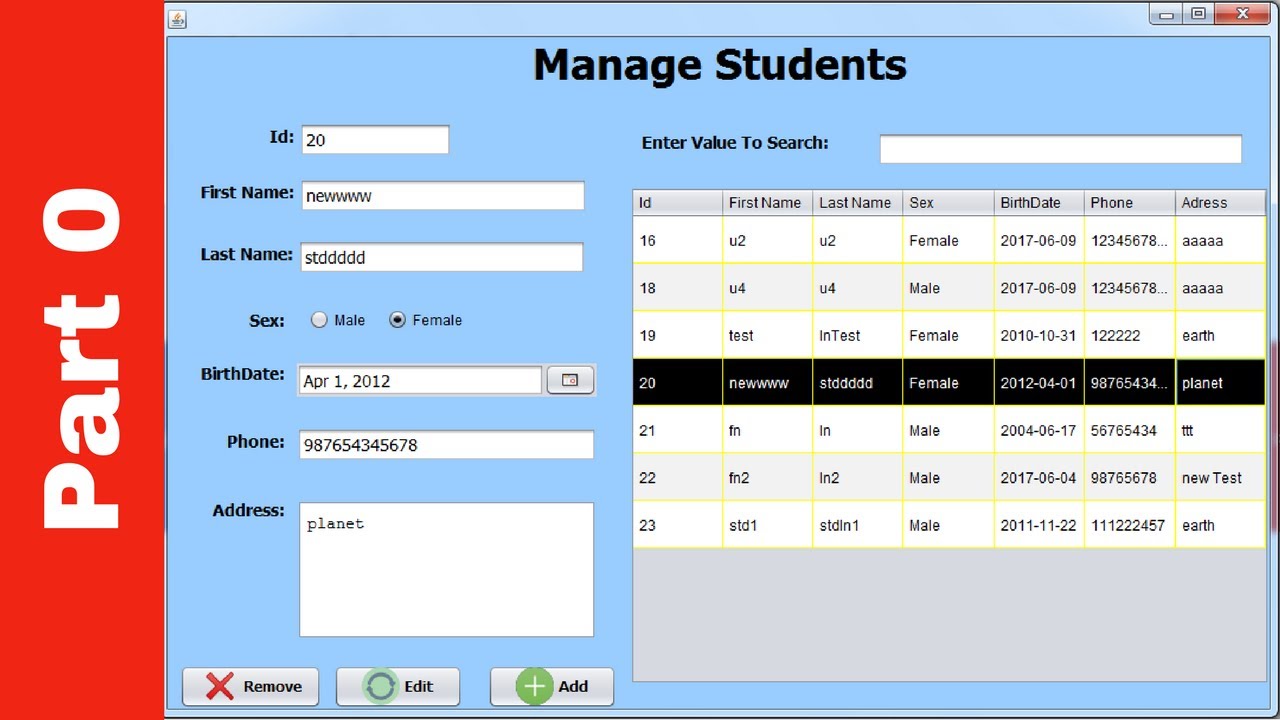 Part 0
Manage Students
Id: 20
First Name: newwww
Last Name: stddddd
Sex: Male Female
BirthDate: Apr 1, 2012
Phone: 987654345678
Address: planet
Remove Edit Add
Enter Value To Search:
Id First Name Last Name Sex BirthDate Phone Adress
16 u2 u2 Female 2017-06-09 12345678... aaaaa
18 u4 u4 Male 2017-06-09 12345678... aaaaa
19 test lnTest Female 2010-10-31 122222 earth
20 newwww stddddd Female 2012-04-01 98765434... planet
21 fn ln Male 2004-06-17 56765434 ttt
22 fn2 ln2 Male 2017-06-04 98765678 new Test
23 std1 stdln1 Male 2011-11-22 111222457 earth